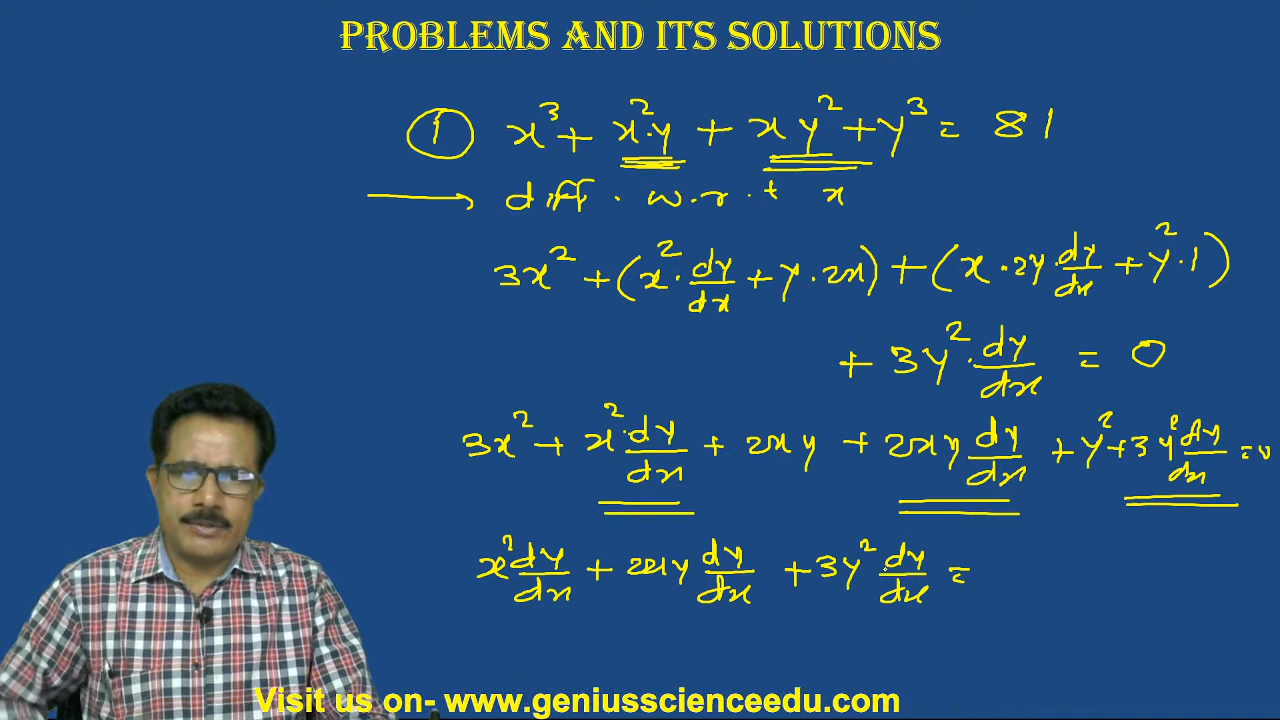 PROBLEMS AND ITS SOLUTIONS
① x³ + x²·y + xy² + y³ = 81
→ diff. w.r.t x
3x² + (x²·dy/dx + y·2x) + (x·2y·dy/dx + y²·1)
+ 3y²·dy/dx = 0
3x² + x²·dy/dx + 2xy + 2xy dy/dx + y² + 3y² dy/dx = 0
x² dy/dx + 2xy dy/dx + 3y²·dy/dx =
Visit us on- www.geniusscienceedu.com